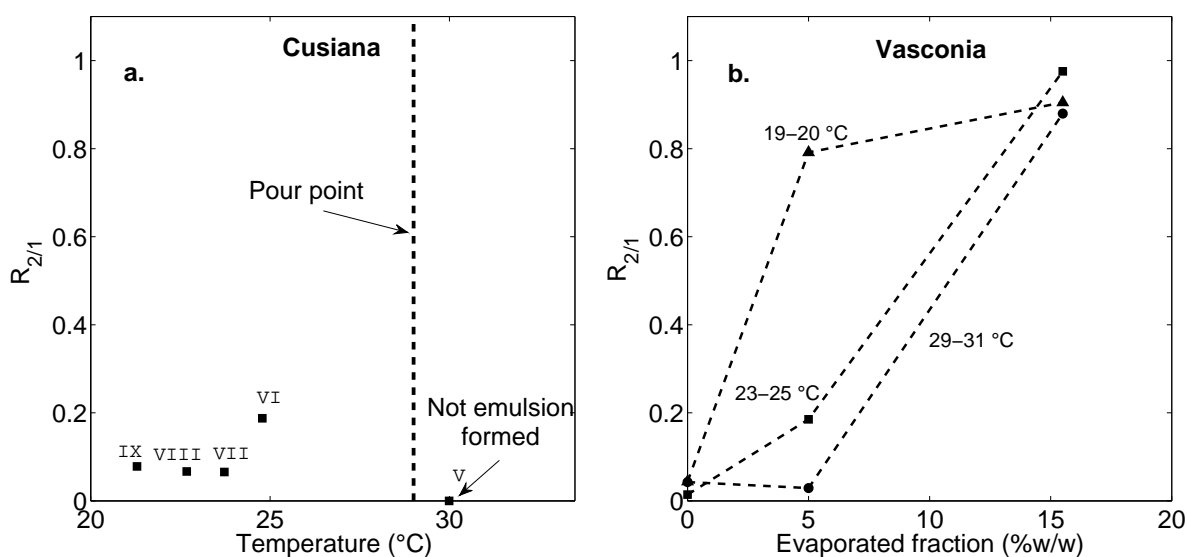 Cusiana
a.
1
0.8
0.6
0.4
0.2
0
R2/1
Pour point
Not emulsion
formed
IX
VIII
VII
VI
V
20
25
30
Temperature (°C)
Vasconia
b.
1
0.8
0.6
0.4
0.2
0
R2/1
19–20 °C
23–25 °C
29–31 °C
0
5
10
15
20
Evaporated fraction (%w/w)